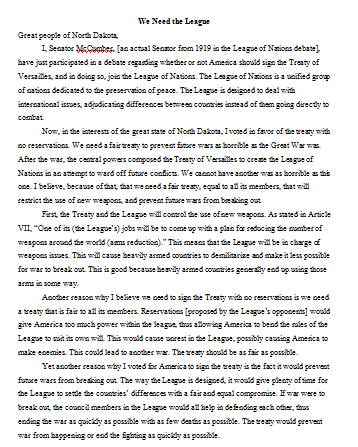 We Need the League
Great people of North Dakota,
I, Senator McCumber, [an actual Senator from 1919 in the League of Nations debate],
have just participated in a debate regarding whether or not America should sign the Treaty of
Versailles, and in doing so, join the League of Nations. The League of Nations is a unified group
of nations dedicated to the preservation of peace. The League is designed to deal with
international issues, adjudicating differences between countries instead of them going directly to
combat.
Now, in the interests of the great state of North Dakota, I voted in favor of the treaty with
no reservations. We need a fair treaty to prevent future wars as horrible as the Great War was.
After the war, the central powers composed the Treaty of Versailles to create the League of
Nations in an attempt to ward off future conflicts. We cannot have another was as horrible as this
one. I believe, because of that, that we need a fair treaty, equal to all its members, that will
restrict the use of new weapons, and prevent future wars from breaking out.
First, the Treaty and the League will control the use of new weapons. As stated in Article
VII, “One of its (the League’s) jobs will be to come up with a plan for reducing the number of
weapons around the world (arms reduction).” This means that the League will be in charge of
weapons issues. This will cause heavily armed countries to demilitarize and make it less possible
for war to break out. This is good because heavily armed countries generally end up using those
arms in some way.
Another reason why I believe we need to sign the Treaty with no reservations is we need
a treaty that is fair to all its members. Reservations [proposed by the League’s opponents] would
give America too much power within the league, thus allowing America to bend the rules of the
League to suit its own will. This would cause unrest in the League, possibly causing America to
make enemies. This could lead to another war. The treaty should be as fair as possible.
Yet another reason why I voted for America to sign the treaty is the fact it would prevent
future wars from breaking out. The way the League is designed, it would give plenty of time for
the League to settle the countries’ differences with a fair and equal compromise. If war were to
break out, the council members in the League would all help in defending each other, thus
ending the war as quickly as possible with as few deaths as possible. The treaty would prevent
war from happening or end the fighting as quickly as possible.